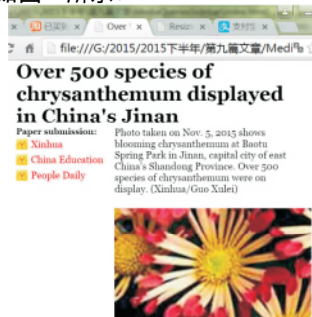 Over
Resiz
file:///G:/2015/2015下半年/第九篇文章/Medi
Over 500 species of
chrysanthemum displayed
in China's Jinan
Paper submission:
Xinhua
China Education
People Daily
Photo taken on Nov. 5, 2015 shows
blooming chrysanthemum at Baotu
Spring Park in Jinan, capital city of east
China's Shandong Province. Over 500
species of chrysanthemum were on
display. (Xinhua/Guo Xulei)